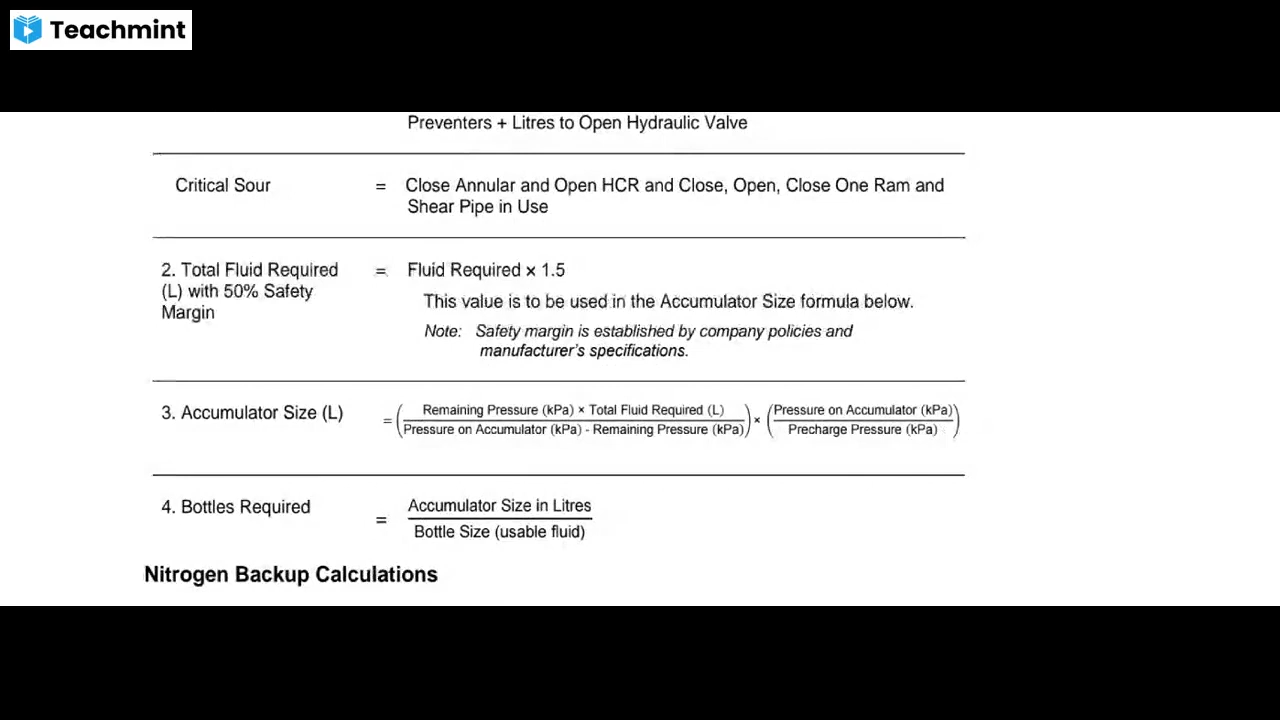 Teachmint
Preventers + Litres to Open Hydraulic Valve
Critical Sour = Close Annular and Open HCR and Close, Open, Close One Ram and
Shear Pipe in Use
2. Total Fluid Required = Fluid Required × 1.5
(L) with 50% Safety This value is to be used in the Accumulator Size formula below.
Margin
Note: Safety margin is established by company policies and
manufacturer's specifications.
3. Accumulator Size (L) = ( Remaining Pressure (kPa) × Total Fluid Required (L) / Pressure on Accumulator (kPa) - Remaining Pressure (kPa) ) × ( Pressure on Accumulator (kPa) / Precharge Pressure (kPa) )
4. Bottles Required = Accumulator Size in Litres
Bottle Size (usable fluid)
Nitrogen Backup Calculations